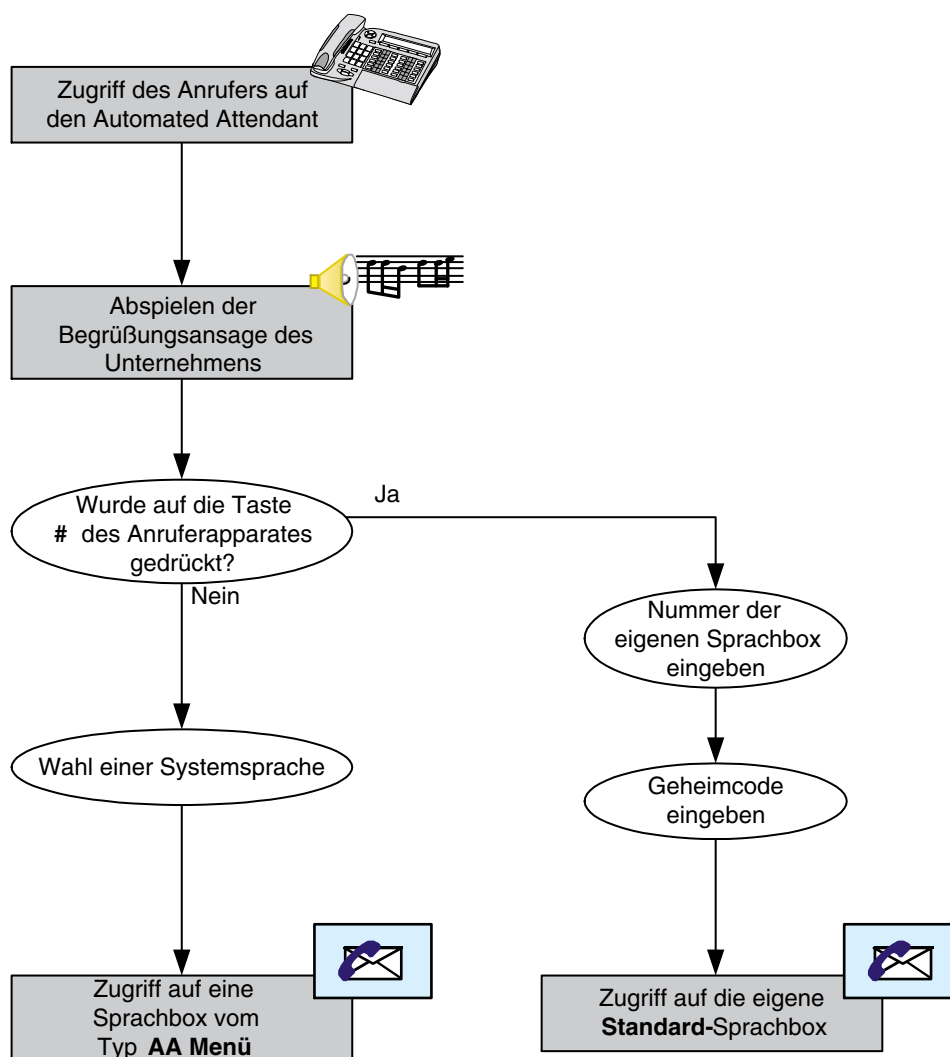 Zugriff des Anrufers auf
den Automated Attendant
Abspielen der
Begrüßungsansage des
Unternehmens
Wurde auf die Taste
# des Anruferapparates
gedrückt?
Ja
Nein
Nummer der
eigenen Sprachbox
eingeben
Wahl einer Systemsprache
Geheimcode
eingeben
Zugriff auf eine
Sprachbox vom
Typ AA Menü
Zugriff auf die eigene
Standard-Sprachbox